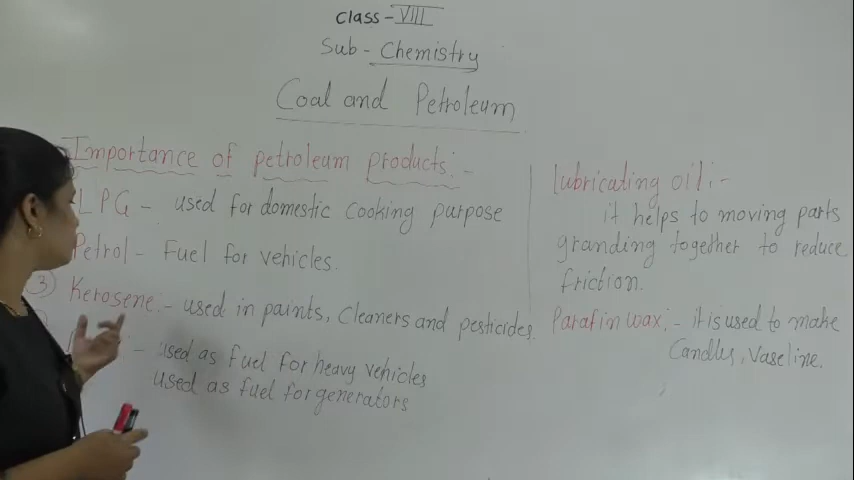 Class - VIII
Sub - Chemistry
Coal and Petroleum
Importance of petroleum products:-
LPG - used for domestic cooking purpose
Petrol - Fuel for vehicles.
3) Kerosene:- used in paints, Cleaners and pesticides.
:- used as fuel for heavy vehicles
used as fuel for generators
lubricating oil:-
it helps to moving parts
granding together to reduce
friction.
Parafin wax:- it is used to make
Candles, Vaseline.